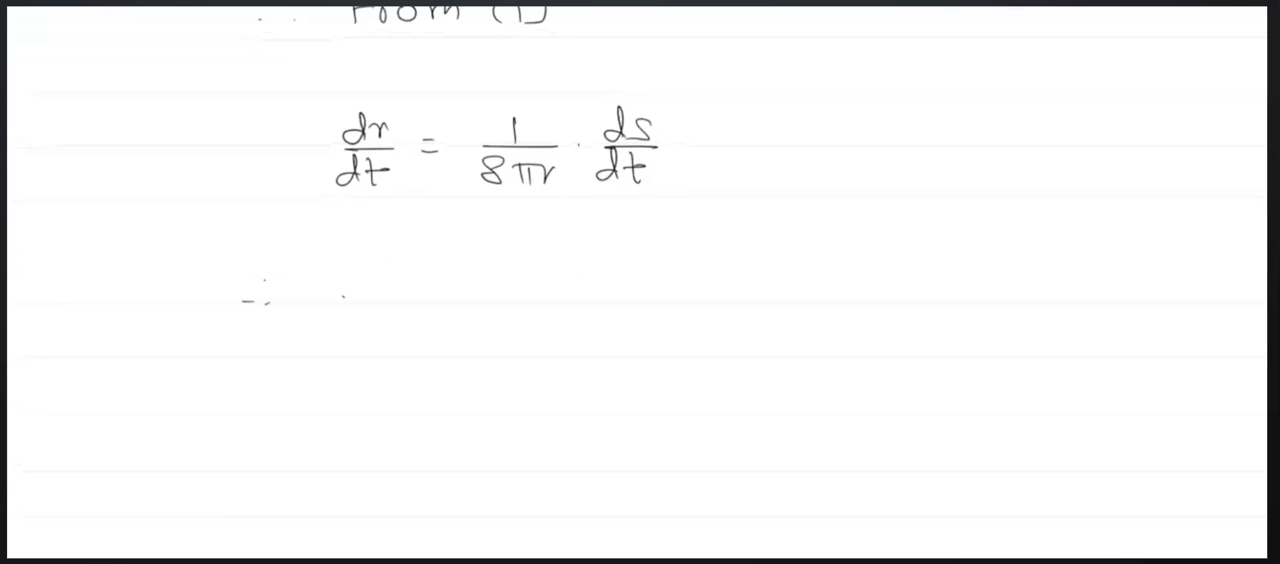 From (1)
dr/dt = 1/8πr · ds/dt